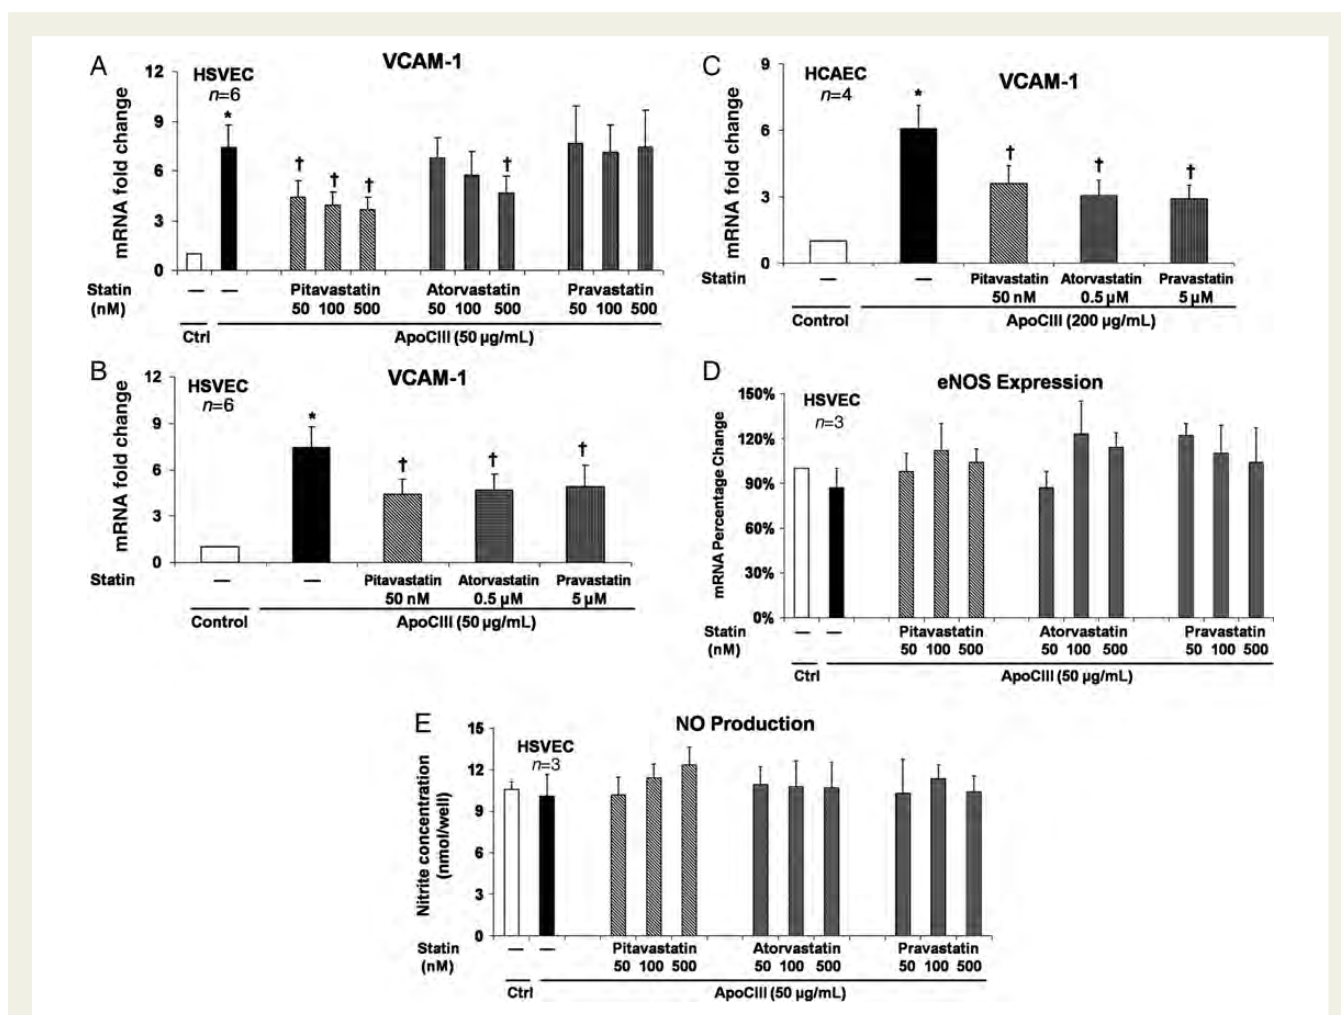 A
VCAM-1
HSVEC
n=6
mRNA fold change
12
9
6
3
0
*
† † †
†
Statin
(nM)
— —
Pitavastatin Atorvastatin Pravastatin
50 100 500 50 100 500 50 100 500
Ctrl
ApoCIII (50 µg/mL)
B
VCAM-1
HSVEC
n=6
mRNA fold change
12
9
6
3
0
*
† † †
Statin
— —
Pitavastatin Atorvastatin Pravastatin
50 nM 0.5 µM 5 µM
Control
ApoCIII (50 µg/mL)
C
VCAM-1
HCAEC
n=4
mRNA fold change
9
6
3
0
*
† † †
Statin
— —
Pitavastatin Atorvastatin Pravastatin
50 nM 0.5 µM 5 µM
Control
ApoCIII (200 µg/mL)
D
eNOS Expression
HSVEC
n=3
mRNA Percentage Change
150%
120%
90%
60%
30%
0%
Statin
(nM)
— —
Pitavastatin Atorvastatin Pravastatin
50 100 500 50 100 500 50 100 500
Ctrl
ApoCIII (50 µg/mL)
E
NO Production
HSVEC
n=3
Nitrite concentration
(nmol/well)
15
12
9
6
3
0
Statin
(nM)
— —
Pitavastatin Atorvastatin Pravastatin
50 100 500 50 100 500 50 100 500
Ctrl
ApoCIII (50 µg/mL)